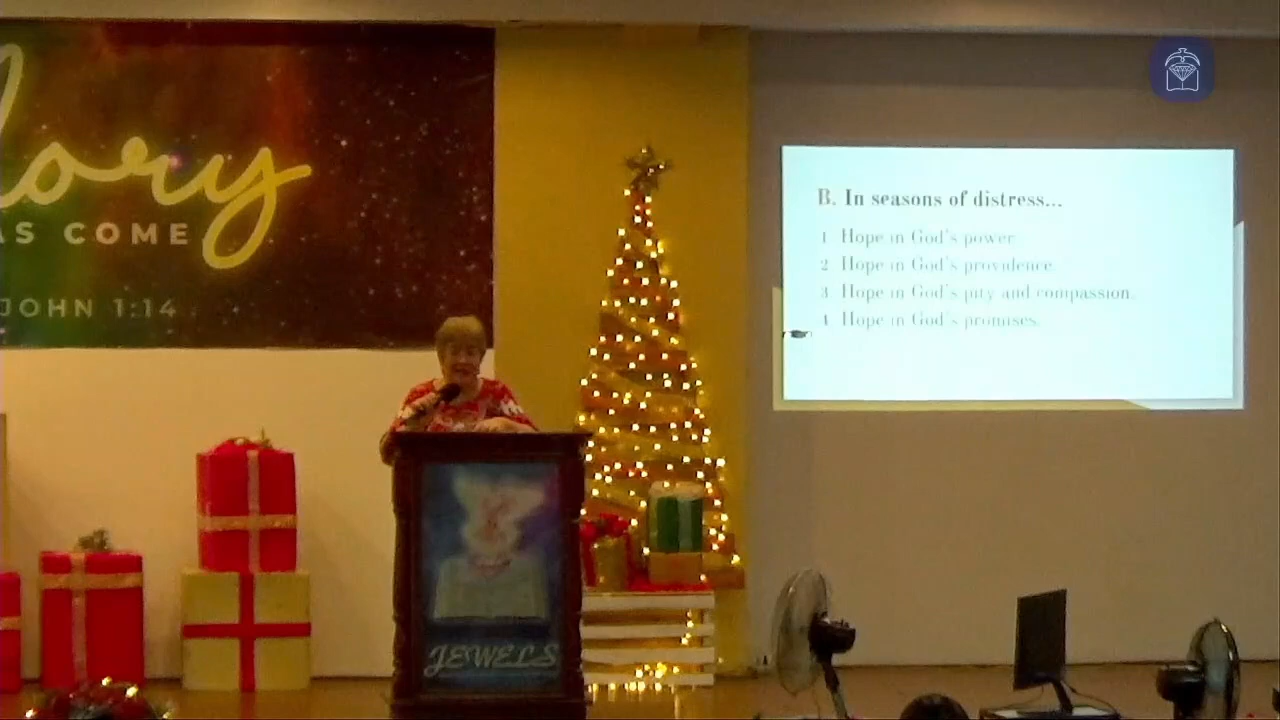 lory
AS COME
JOHN 1:14
B. In seasons of distress...
1 Hope in God's power
2 Hope in God's providence.
3 Hope in God's pity and compassion.
4 Hope in God's promises.
JEWELS